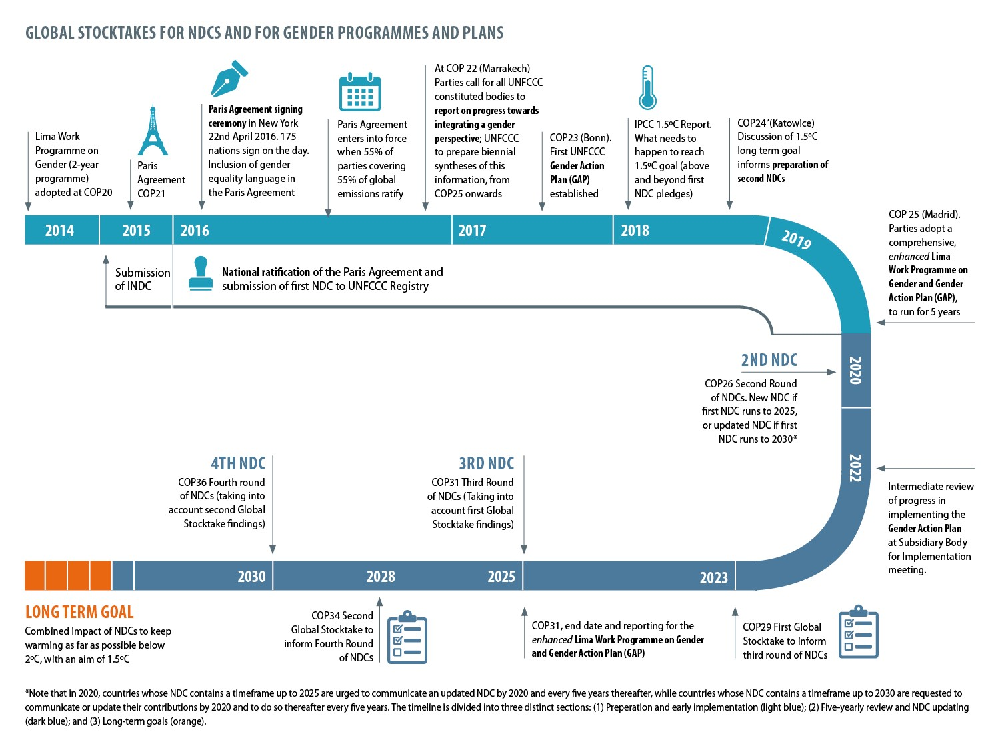 GLOBAL STOCKTAKES FOR NDCS AND FOR GENDER PROGRAMMES AND PLANS
Lima Work
Programme on
Gender (2-year
programme)
adopted at COP20
Paris
Agreement
COP21
Paris Agreement signing
ceremony in New York
22nd April 2016. 175
nations sign on the day.
Inclusion of gender
equality language in
the Paris Agreement
Paris Agreement
enters into force
when 55% of
parties covering
55% of global
emissions ratify
At COP 22 (Marrakech)
Parties call for all UNFCCC
constituted bodies to
report on progress towards
integrating a gender
perspective; UNFCCC
to prepare biennial
syntheses of this
information, from
COP25 onwards
COP23 (Bonn).
First UNFCCC
Gender Action
Plan (GAP)
established
IPCC 1.5ºC Report.
What needs to
happen to reach
1.5ºC goal (above
and beyond first
NDC pledges)
COP24 ‘(Katowice)
Discussion of 1.5ºC
long term goal
informs preparation of
second NDCs
2014
2015
2016
2017
2018
2019
COP 25 (Madrid).
Parties adopt a
comprehensive,
enhanced Lima
Work Programme on
Gender and Gender
Action Plan (GAP),
to run for 5 years
Submission
of INDC
National ratification of the Paris Agreement and
submission of first NDC to UNFCCC Registry
2ND NDC
COP26 Second Round
of NDCs. New NDC if
first NDC runs to 2025,
or updated NDC if first
NDC runs to 2030*
2020
2022
Intermediate review
of progress in
implementing the
Gender Action Plan
at Subsidiary Body
for Implementation
meeting.
4TH NDC
COP36 Fourth round
of NDCs (taking into
account second Global
Stocktake findings)
3RD NDC
COP31 Third Round
of NDCs (Taking into
account first Global
Stocktake findings)
2030
2028
2025
2023
LONG TERM GOAL
Combined impact of NDCs to keep
warming as far as possible below
2ºC, with an aim of 1.5ºC
COP34 Second
Global Stocktake to
inform Fourth Round
of NDCs
COP31, end date and reporting for the
enhanced Lima Work Programme on Gender
and Gender Action Plan (GAP)
COP29 First Global
Stocktake to inform
third round of NDCs
*Note that in 2020, countries whose NDC contains a timeframe up to 2025 are urged to communicate an updated NDC by 2020 and every five years thereafter, while countries whose NDC contains a timeframe up to 2030 are requested to
communicate or update their contributions by 2020 and to do so thereafter every five years. The timeline is divided into three distinct sections: (1) Preperation and early implementation (light blue); (2) Five-yearly review and NDC updating
(dark blue); and (3) Long-term goals (orange).